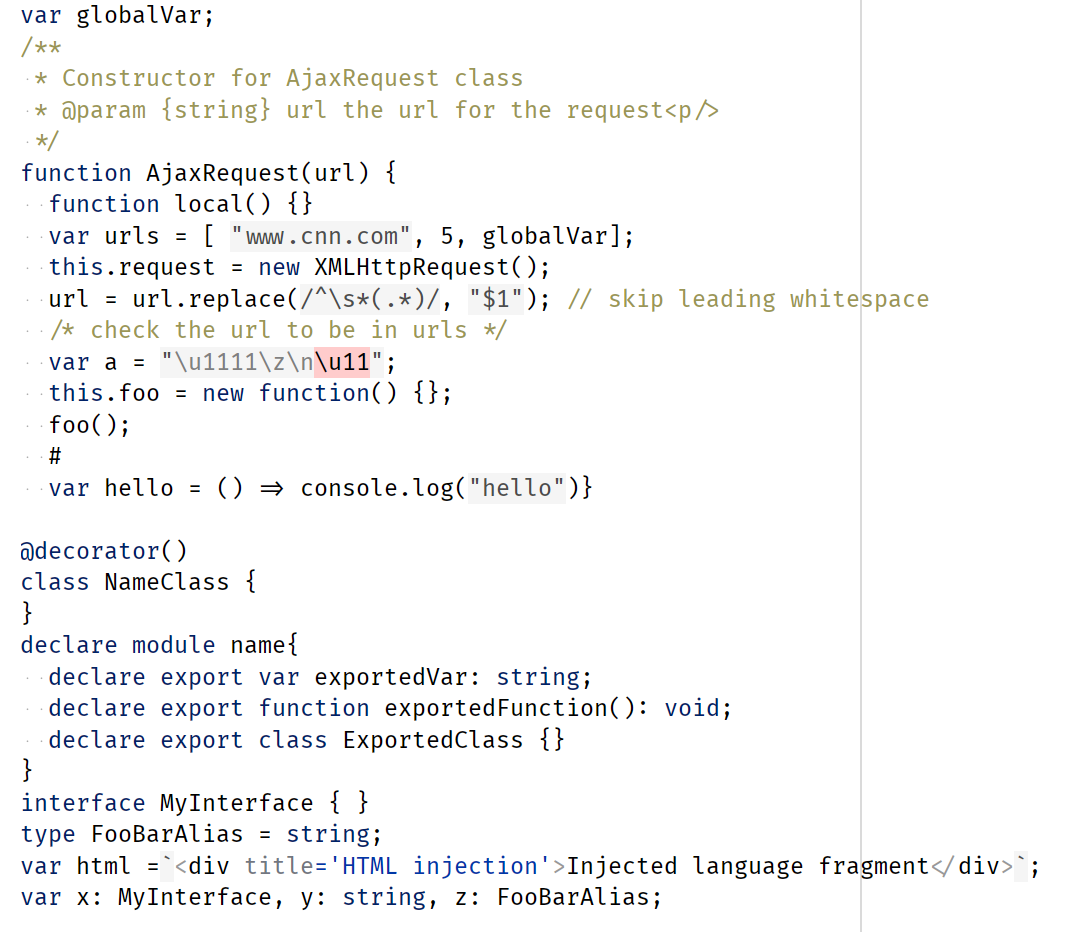 var globalVar;
/**
 * Constructor for AjaxRequest class
 * @param {string} url the url for the request<p/>
 */
function AjaxRequest(url) {
  function local() {}
  var urls = [ "www.cnn.com", 5, globalVar];
  this.request = new XMLHttpRequest();
  url = url.replace(/^\s*(.*)/, "$1"); // skip leading whitespace
  /* check the url to be in urls */
  var a = "\u1111\z\n\u11";
  this.foo = new function() {};
  foo();
  #
  var hello = () => console.log("hello")}

@decorator()
class NameClass {
}
declare module name{
  declare export var exportedVar: string;
  declare export function exportedFunction(): void;
  declare export class ExportedClass {}
}
interface MyInterface { }
type FooBarAlias = string;
var html =`<div title='HTML injection'>Injected language fragment</div>`;
var x: MyInterface, y: string, z: FooBarAlias;